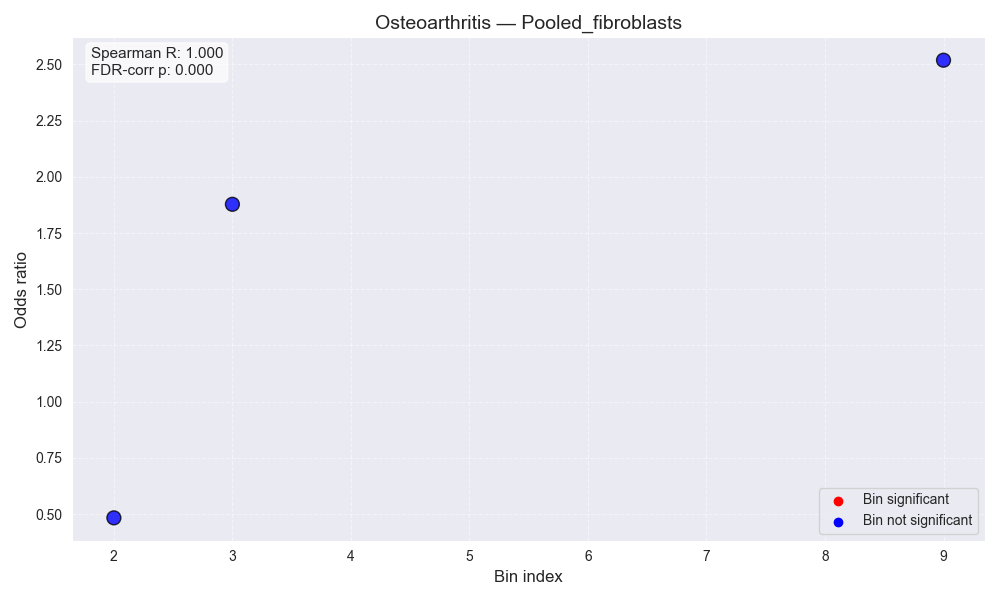 Osteoarthritis — Pooled_fibroblasts
Spearman R: 1.000
FDR-corr p: 0.000
Odds ratio
2.50
2.25
2.00
1.75
1.50
1.25
1.00
0.75
0.50
Bin significant
Bin not significant
2 3 4 5 6 7 8 9
Bin index